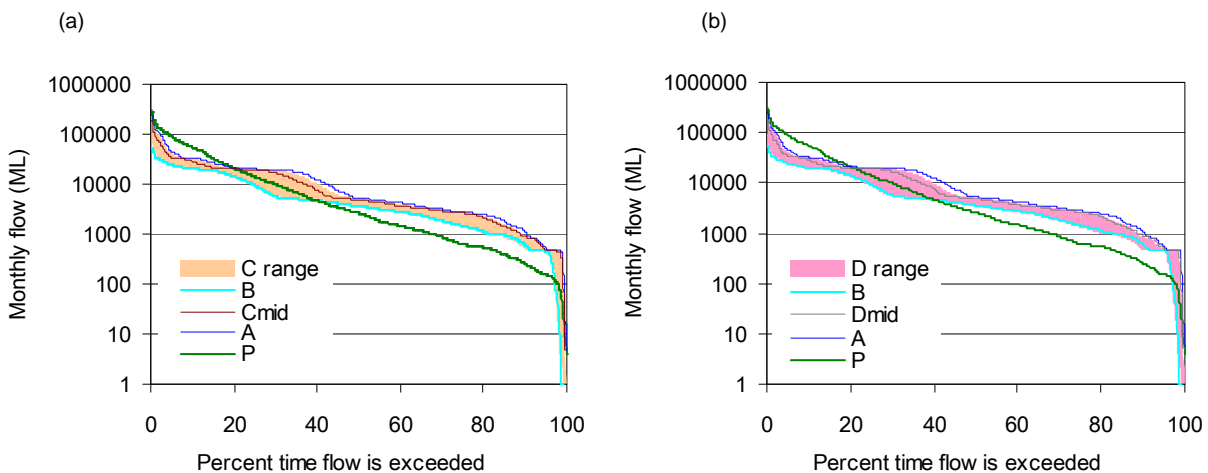 (a)
1000000
100000
10000
1000
100
10
1
Monthly flow (ML)
C range
B
Cmid
A
P
0 20 40 60 80 100
Percent time flow is exceeded
(b)
1000000
100000
10000
1000
100
10
1
Monthly flow (ML)
D range
B
Dmid
A
P
0 20 40 60 80 100
Percent time flow is exceeded